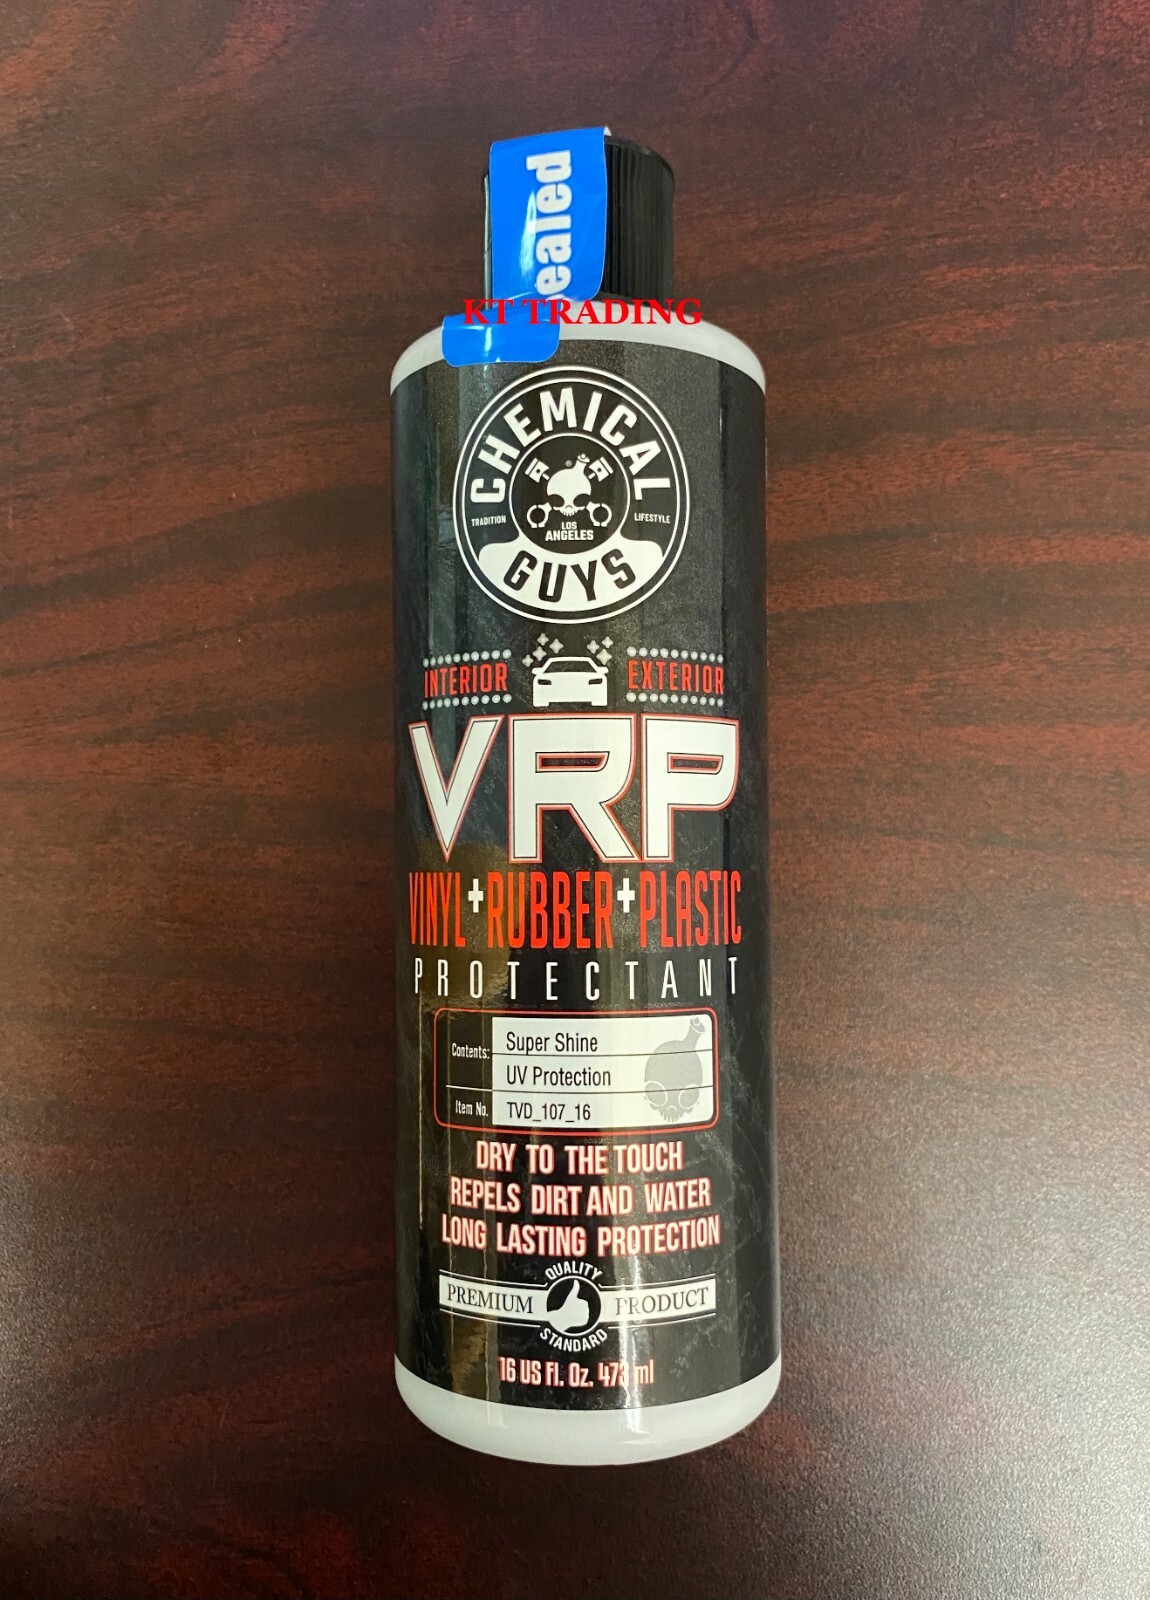 ealed
KT TRADING
CHEMICAL
TRADITION
LIFESTYLE
LOS
ANGELES
GUYS
INTERIOR EXTERIOR
VRP
VINYL+RUBBER+PLASTIC
PROTECTANT
Contents: Super Shine
UV Protection
Item No. TVD_107_16
DRY TO THE TOUCH
REPELS DIRT AND WATER
LONG LASTING PROTECTION
QUALITY
PREMIUM PRODUCT
STANDARD
16 US Fl. Oz. 473 ml